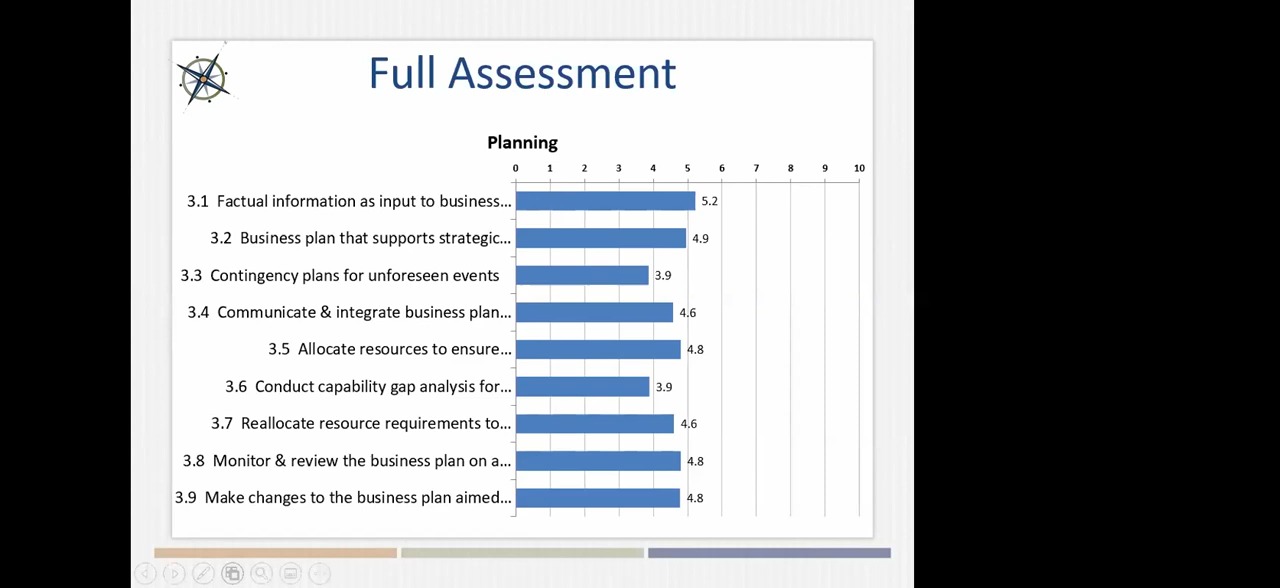 Full Assessment
Planning
0 1 2 3 4 5 6 7 8 9 10
3.1 Factual information as input to business... 5.2
3.2 Business plan that supports strategic... 4.9
3.3 Contingency plans for unforeseen events 3.9
3.4 Communicate & integrate business plan... 4.6
3.5 Allocate resources to ensure... 4.8
3.6 Conduct capability gap analysis for... 3.9
3.7 Reallocate resource requirements to... 4.6
3.8 Monitor & review the business plan on a... 4.8
3.9 Make changes to the business plan aimed... 4.8